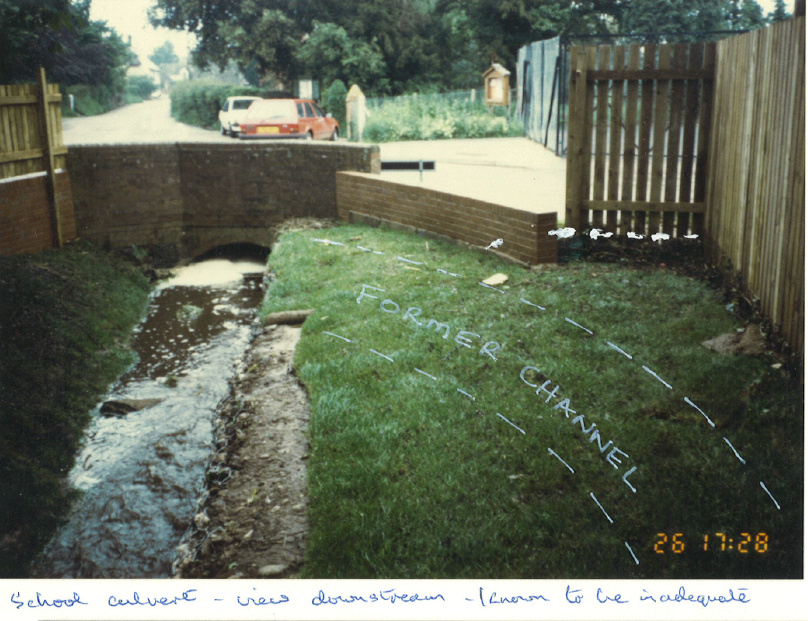 FORMER CHANNEL
26 17:28
School culvert - view downstream - known to be inadequate